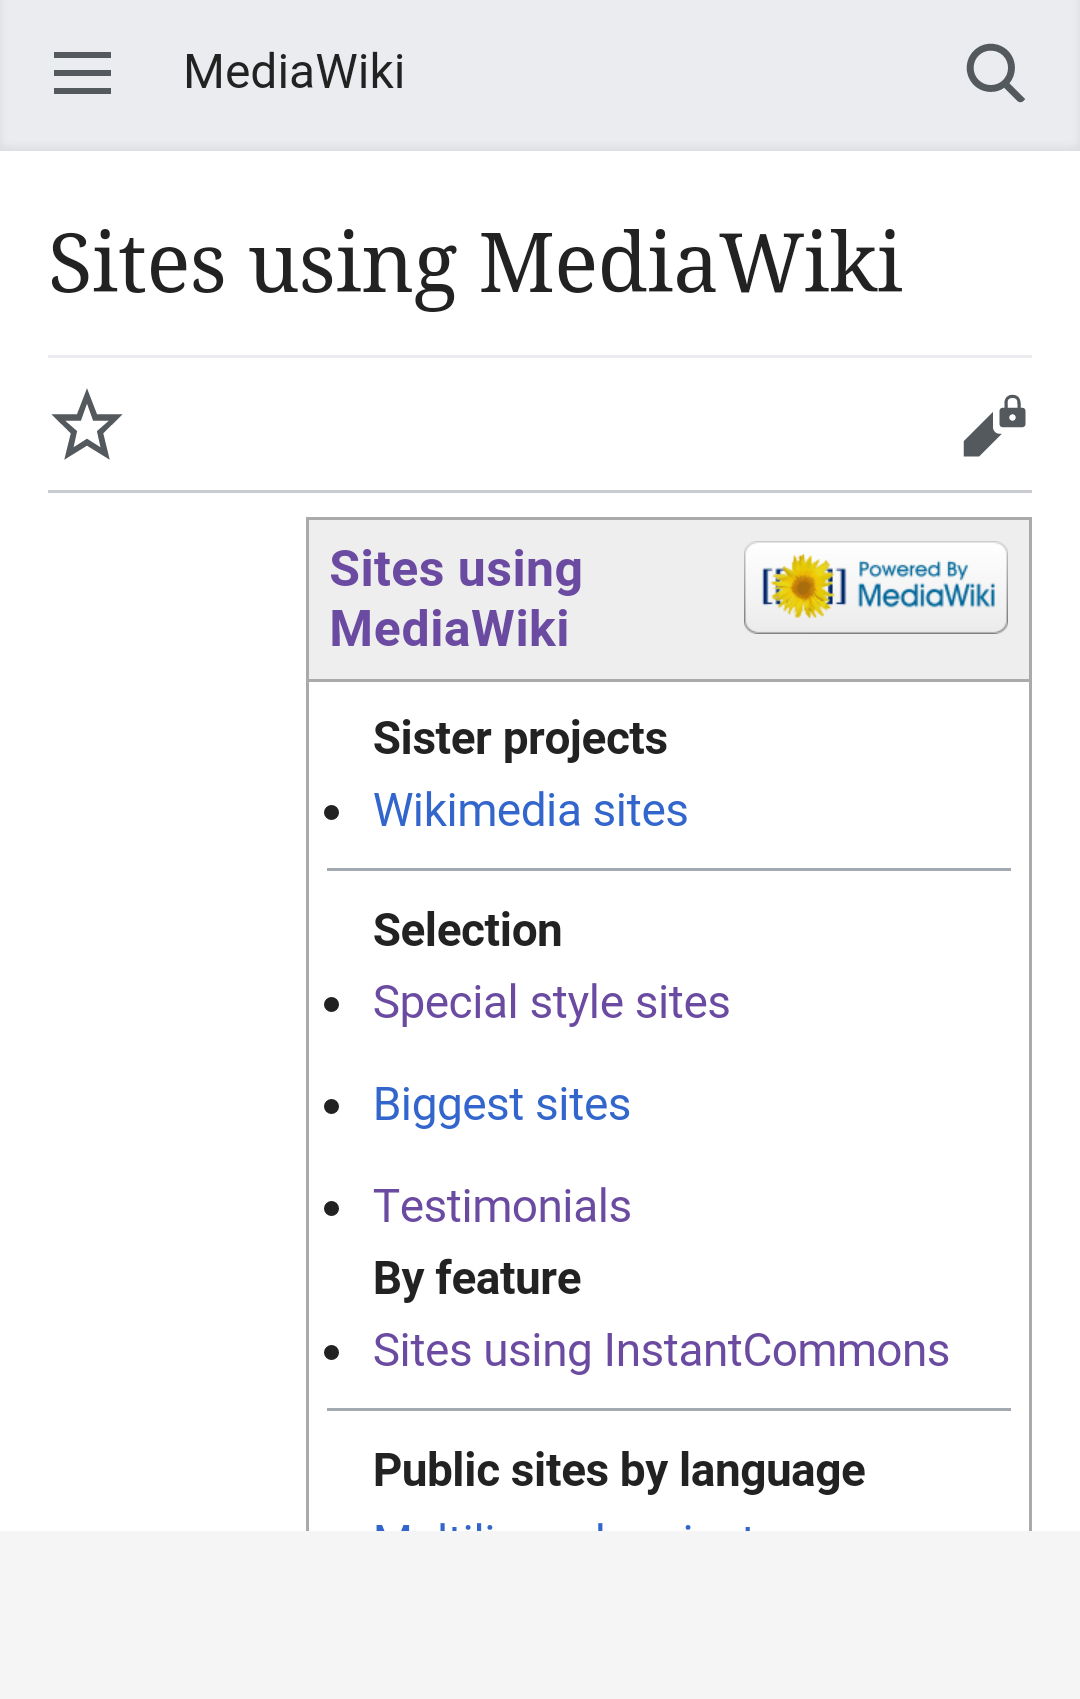 MediaWiki
Sites using MediaWiki
Sites using
MediaWiki
Powered By
MediaWiki
Sister projects
Wikimedia sites
Selection
Special style sites
Biggest sites
Testimonials
By feature
Sites using InstantCommons
Public sites by language